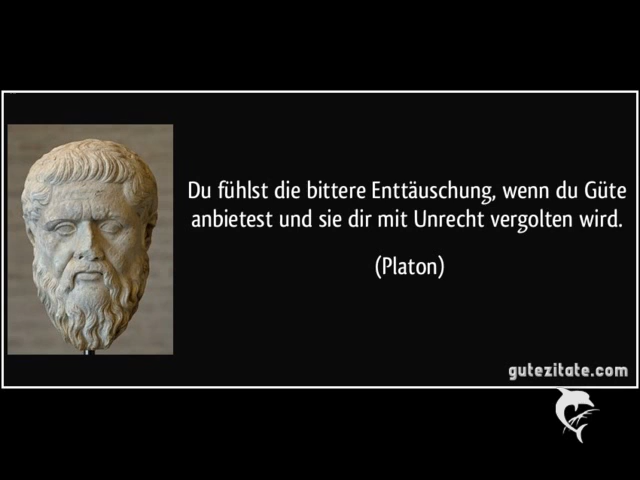 Du fühlst die bittere Enttäuschung, wenn du Güte
anbietest und sie dir mit Unrecht vergolten wird.
(Platon)
gutezitate.com